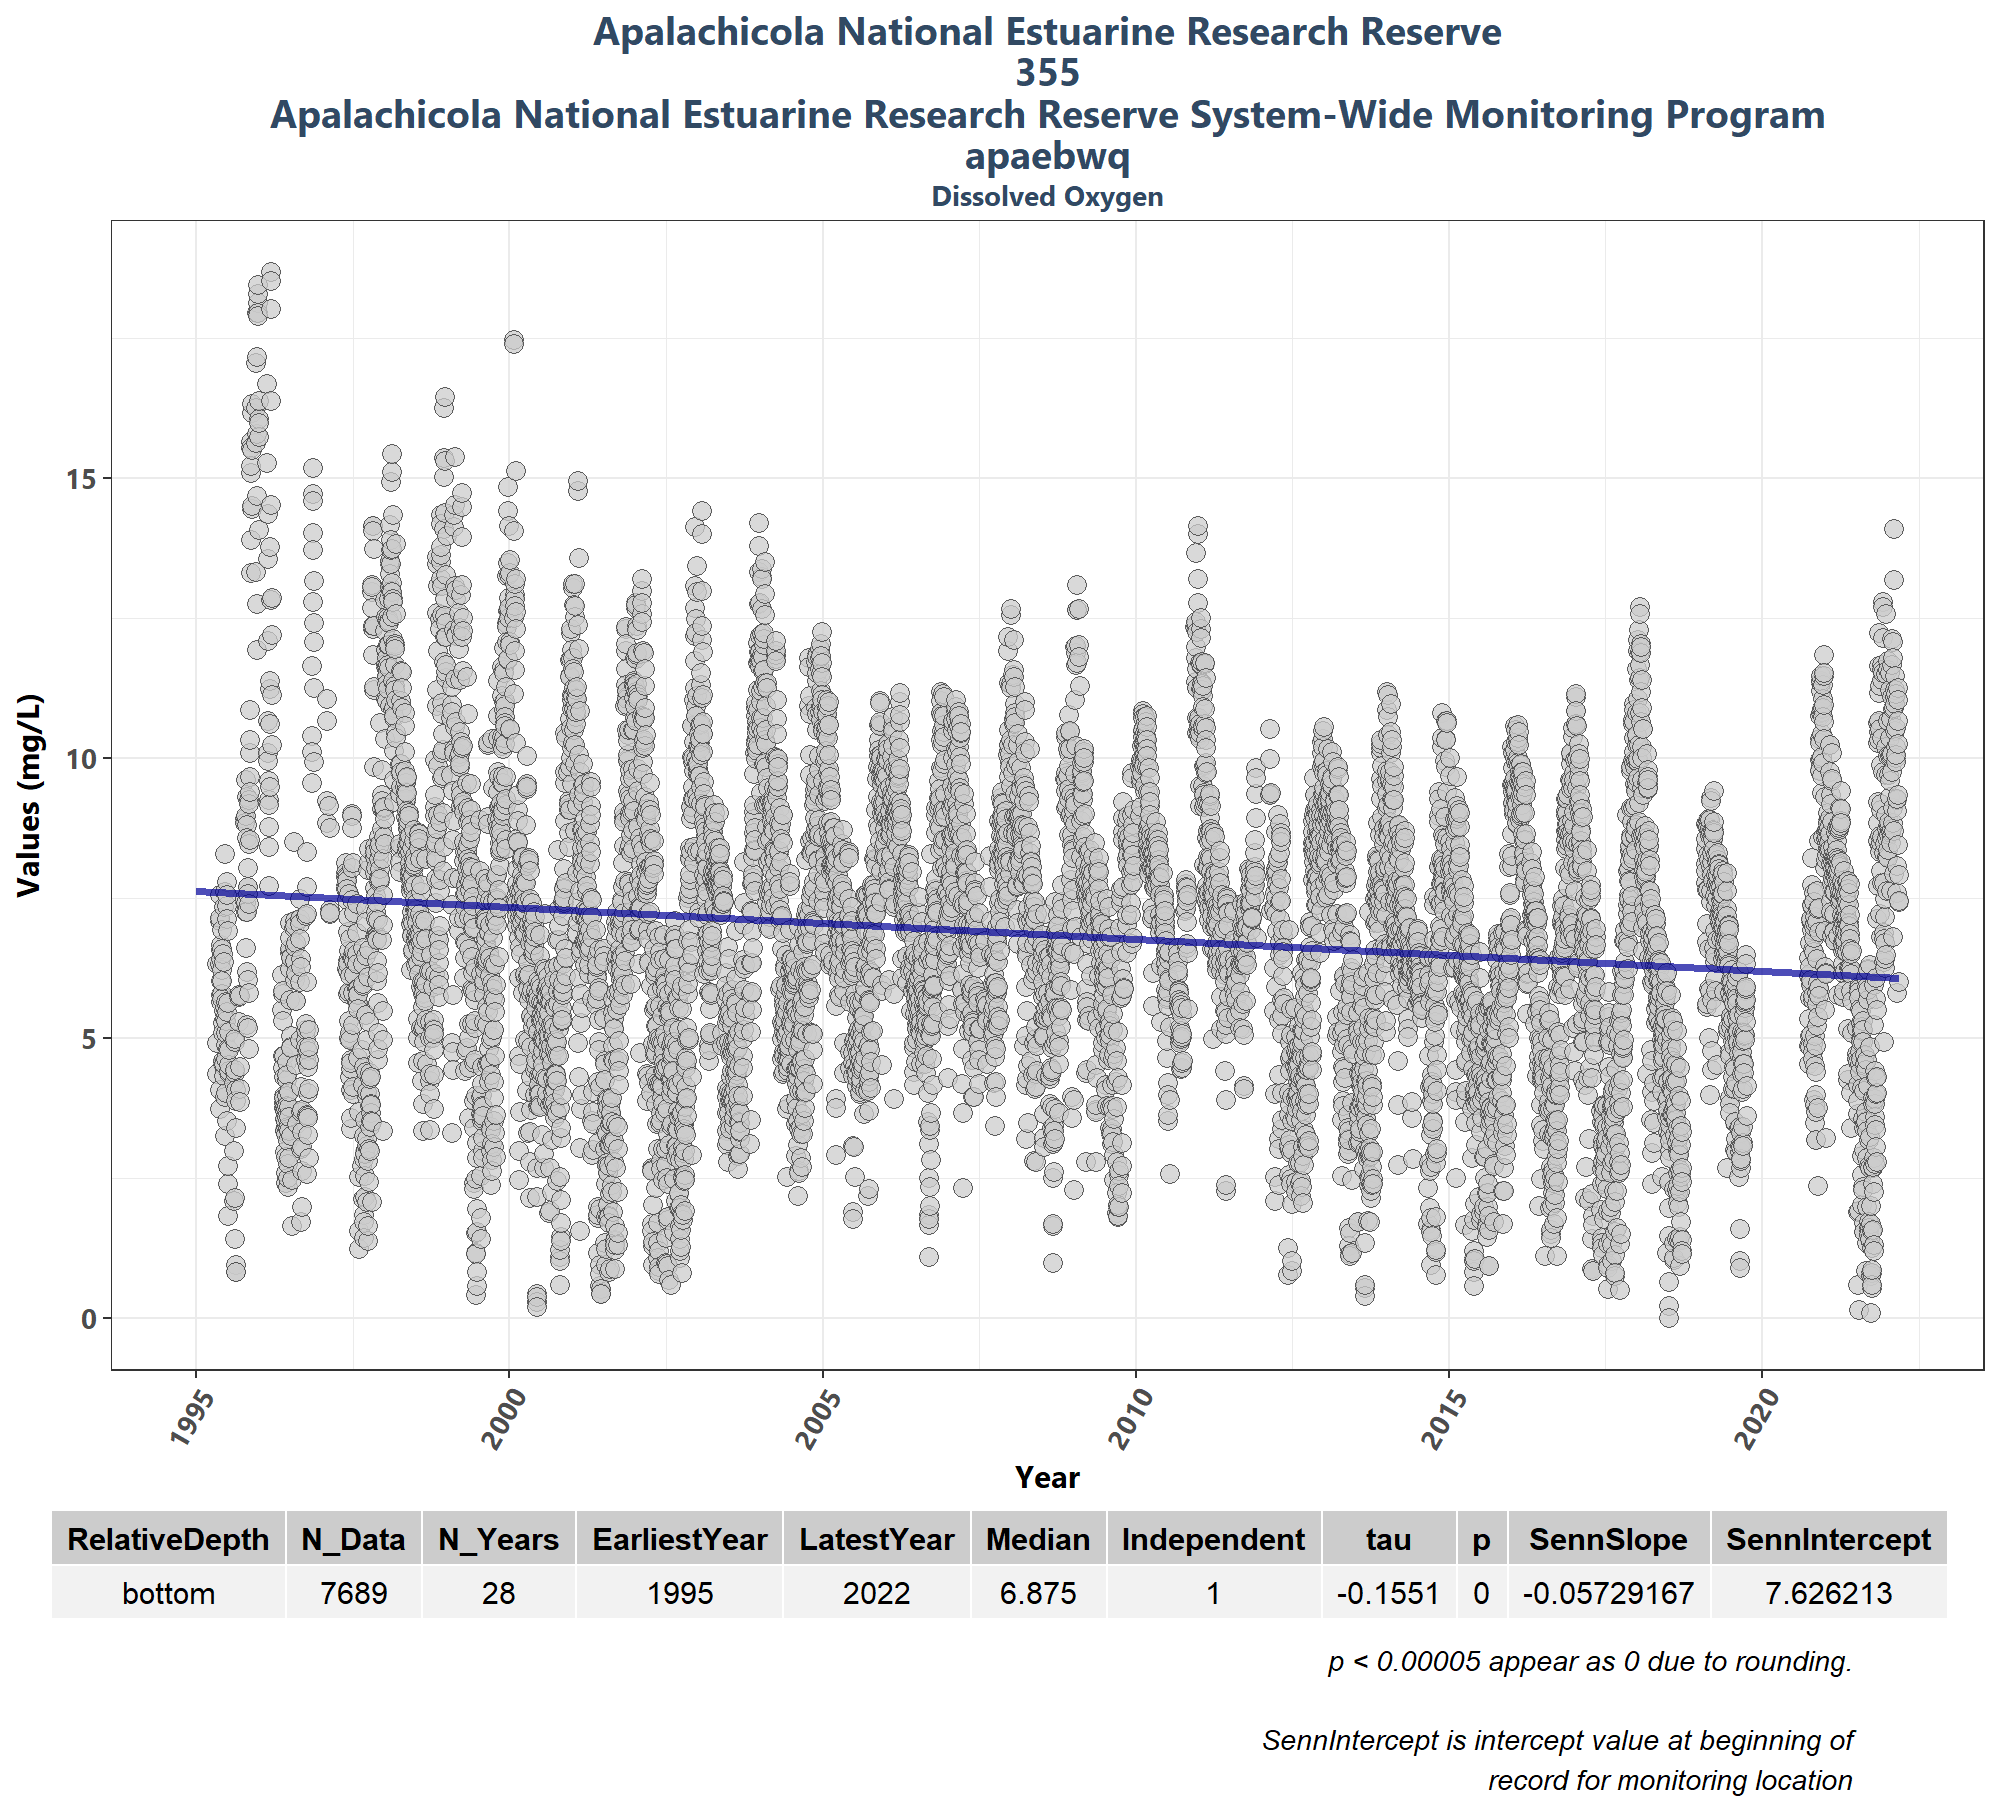 Apalachicola National Estuarine Research Reserve
355
Apalachicola National Estuarine Research Reserve System-Wide Monitoring Program
apaebwq
Dissolved Oxygen
Values (mg/L)
15
10
5
0
1995 2000 2005 2010 2015 2020
Year
RelativeDepth N_Data N_Years EarliestYear LatestYear Median Independent tau p SennSlope SennIntercept
bottom 7689 28 1995 2022 6.875 1 -0.1551 0 -0.05729167 7.626213
p < 0.00005 appear as 0 due to rounding.
SennIntercept is intercept value at beginning of
record for monitoring location